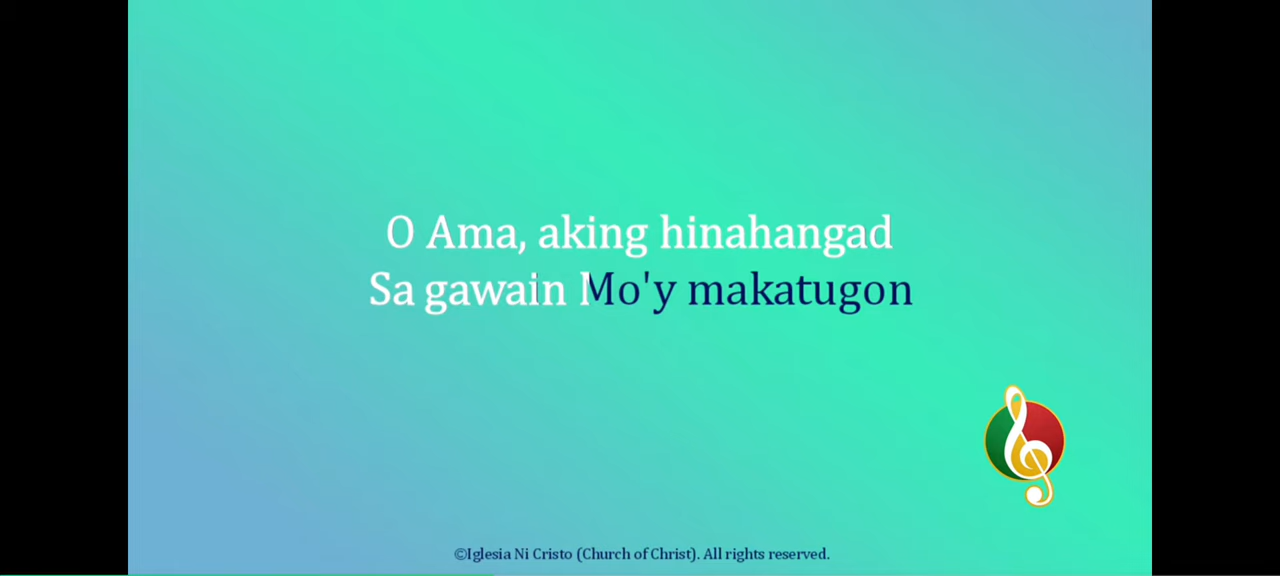 O Ama, aking hinahangad
Sa gawain Mo'y makatugon
©Iglesia Ni Cristo (Church of Christ). All rights reserved.